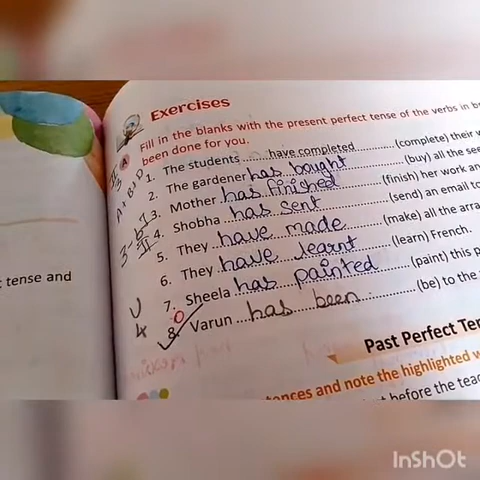 Exercises
Fill in the blanks with the present perfect tense of the verbs in
been done for you.
1. The students ...... have completed ...... (complete) their
2. The gardener has bought (buy) all the
3. Mother has finished (finish) her work an
4. Shobha has sent (send) an email to
5. They have made (make) all the
6. They have learnt (learn) French.
7. Sheela has painted (paint) this
8. Varun has been (be) to the
tense and
Past Perfect
and note the highlighted
before the
InShOt